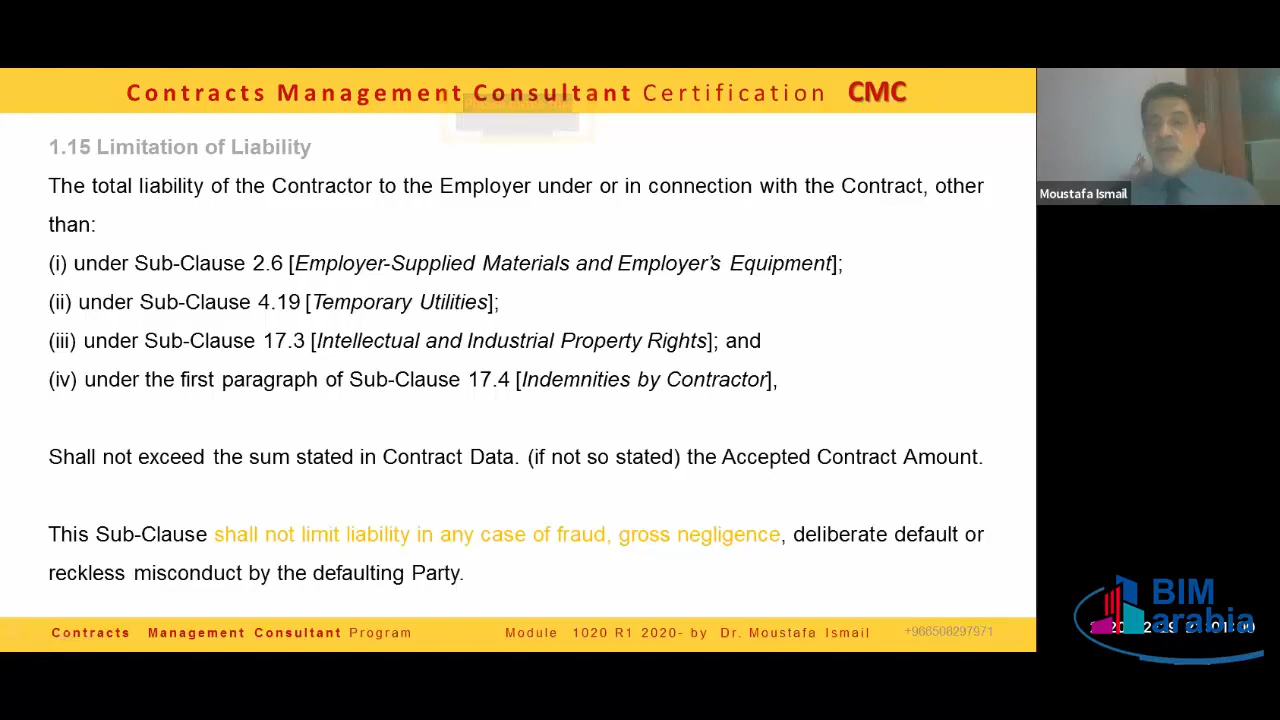 Contracts Management Consultant Certification CMC
1.15 Limitation of Liability
The total liability of the Contractor to the Employer under or in connection with the Contract, other
than:
(i) under Sub-Clause 2.6 [Employer-Supplied Materials and Employer's Equipment];
(ii) under Sub-Clause 4.19 [Temporary Utilities];
(iii) under Sub-Clause 17.3 [Intellectual and Industrial Property Rights]; and
(iv) under the first paragraph of Sub-Clause 17.4 [Indemnities by Contractor],
Shall not exceed the sum stated in Contract Data. (if not so stated) the Accepted Contract Amount.
This Sub-Clause shall not limit liability in any case of fraud, gross negligence, deliberate default or
reckless misconduct by the defaulting Party.
Contracts Management Consultant Program Module 1020 R1 2020- by Dr. Moustafa Ismail +966508297971
Moustafa Ismail
BIM
arabia